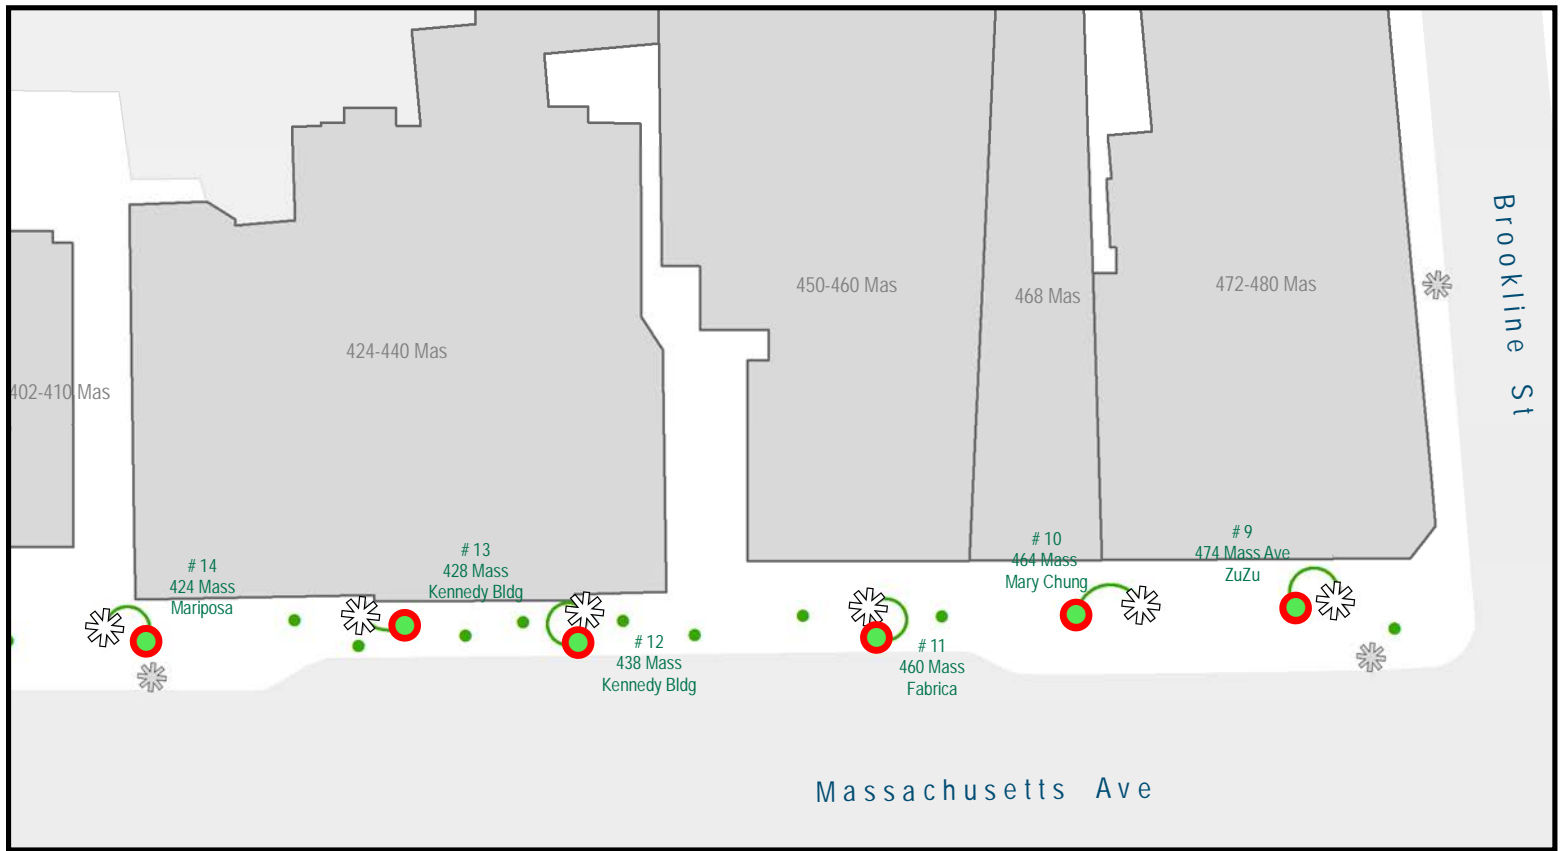 Brookline St
450-460 Mas
468 Mas
472-480 Mas
424-440 Mas
402-410 Mas
# 14
424 Mass
Mariposa
# 13
428 Mass
Kennedy Bldg
# 12
438 Mass
Kennedy Bldg
# 11
460 Mass
Fabrica
# 10
464 Mass
Mary Chung
# 9
474 Mass Ave
ZuZu
Massachusetts Ave